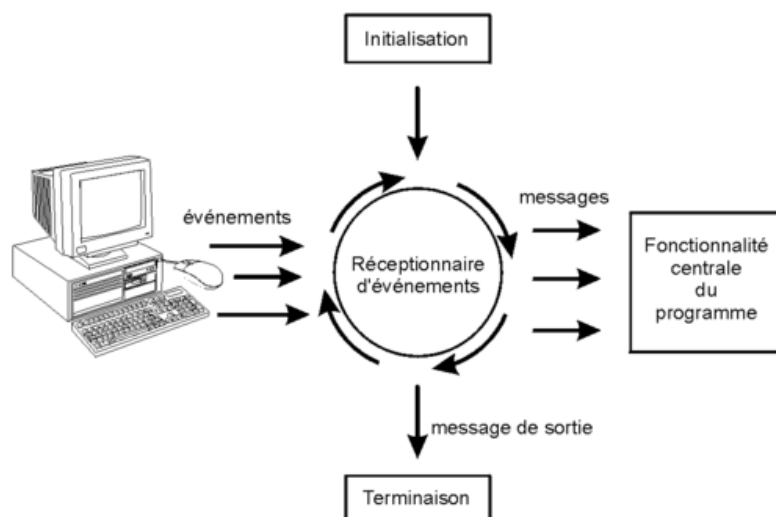 Initialisation
événements
messages
Réceptionnaire
d'événements
Fonctionnalité
centrale
du
programme
message de sortie
Terminaison